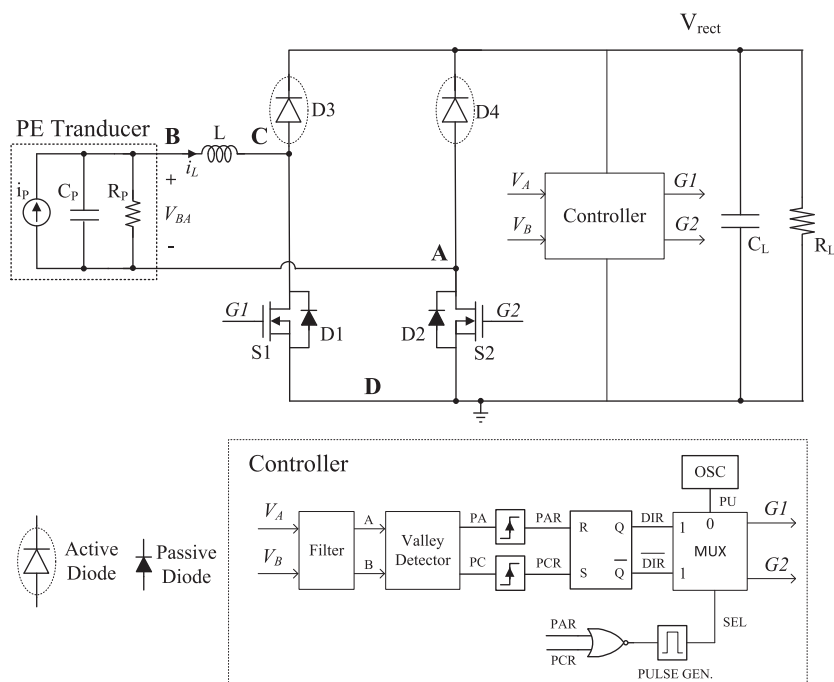 V_rect
D3
D4
PE Tranducer
B
L
C
i_L
i_P
C_P
R_P
+
V_BA
-
V_A
V_B
Controller
G1
G2
C_L
R_L
A
G1
S1
D1
D2
S2
G2
D
Controller
OSC
PU
V_A
V_B
Filter
A
B
Valley
Detector
PA
PC
PAR
PCR
R
Q
S
Q̅
DIR
D̅I̅R̅
1
0
1
MUX
G1
G2
SEL
PAR
PCR
PULSE GEN.
Active
Diode
Passive
Diode